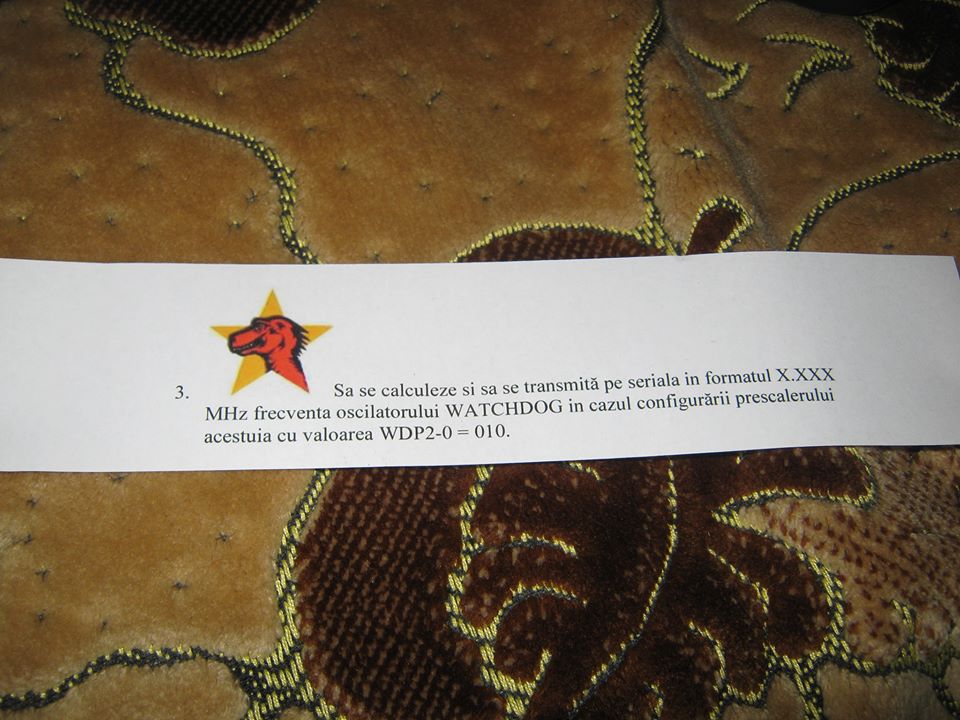 3. Sa se calculeze si sa se transmită pe seriala in formatul X.XXX
MHz frecventa oscilatorului WATCHDOG in cazul configurării prescalerului
acestuia cu valoarea WDP2-0 = 010.